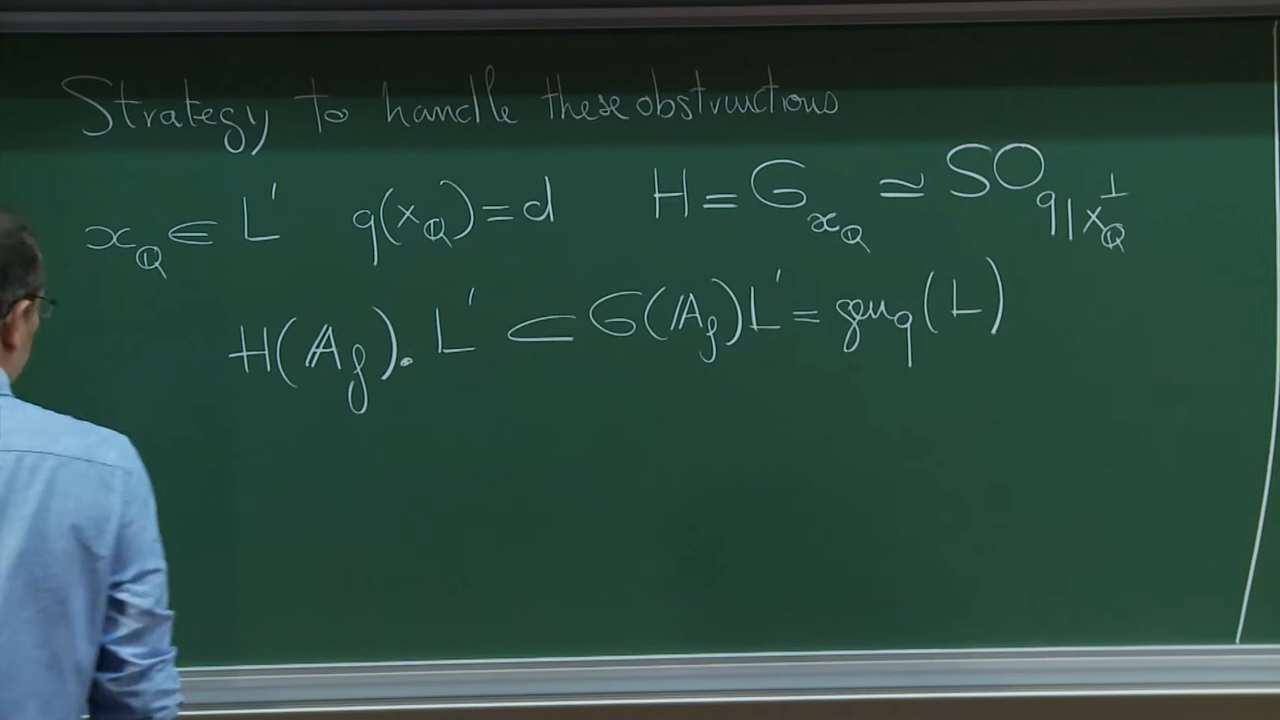 Strategy to handle these obstructions
x_Q ∈ L' q(x_Q) = d H = G_{x_Q} ≃ SO_{q|x_Q^⊥}
H(𝔸_f). L' ⊂ G(𝔸_f) L' = gen_q(L)